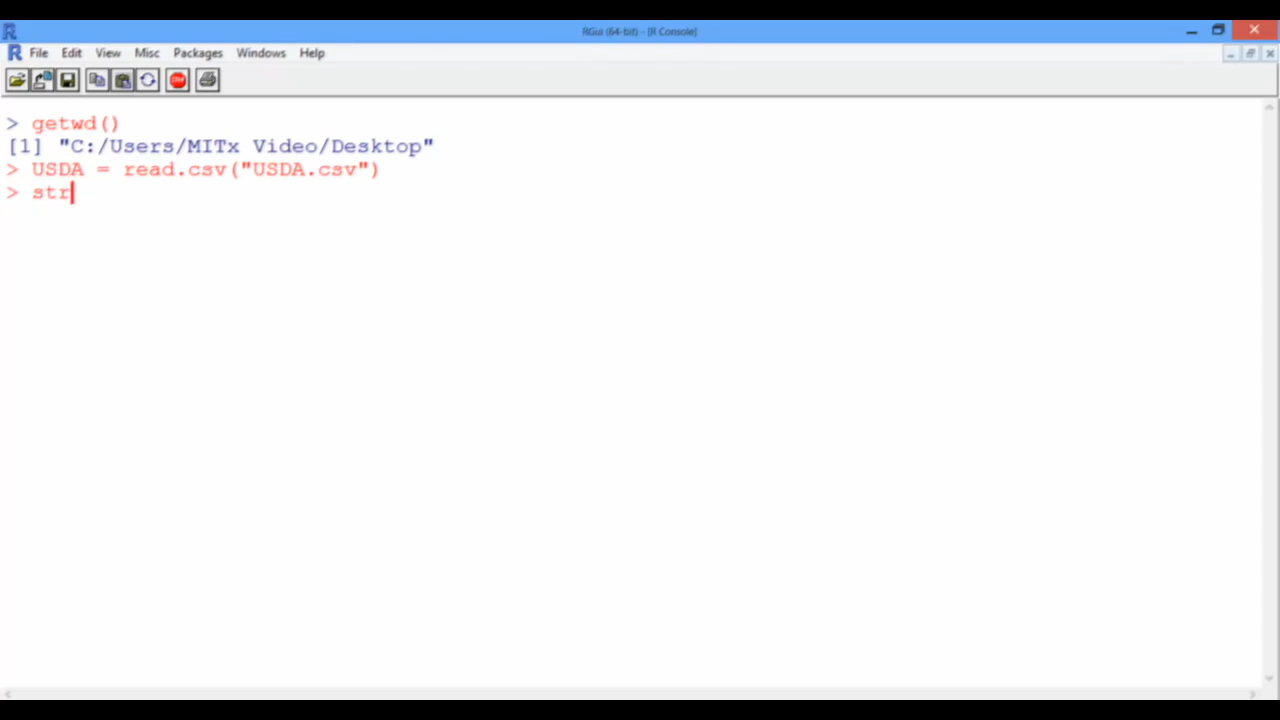 RGui (64-bit) - [R Console]
File Edit View Misc Packages Windows Help
STOP
> getwd()
[1] "C:/Users/MITx Video/Desktop"
> USDA = read.csv("USDA.csv")
> str